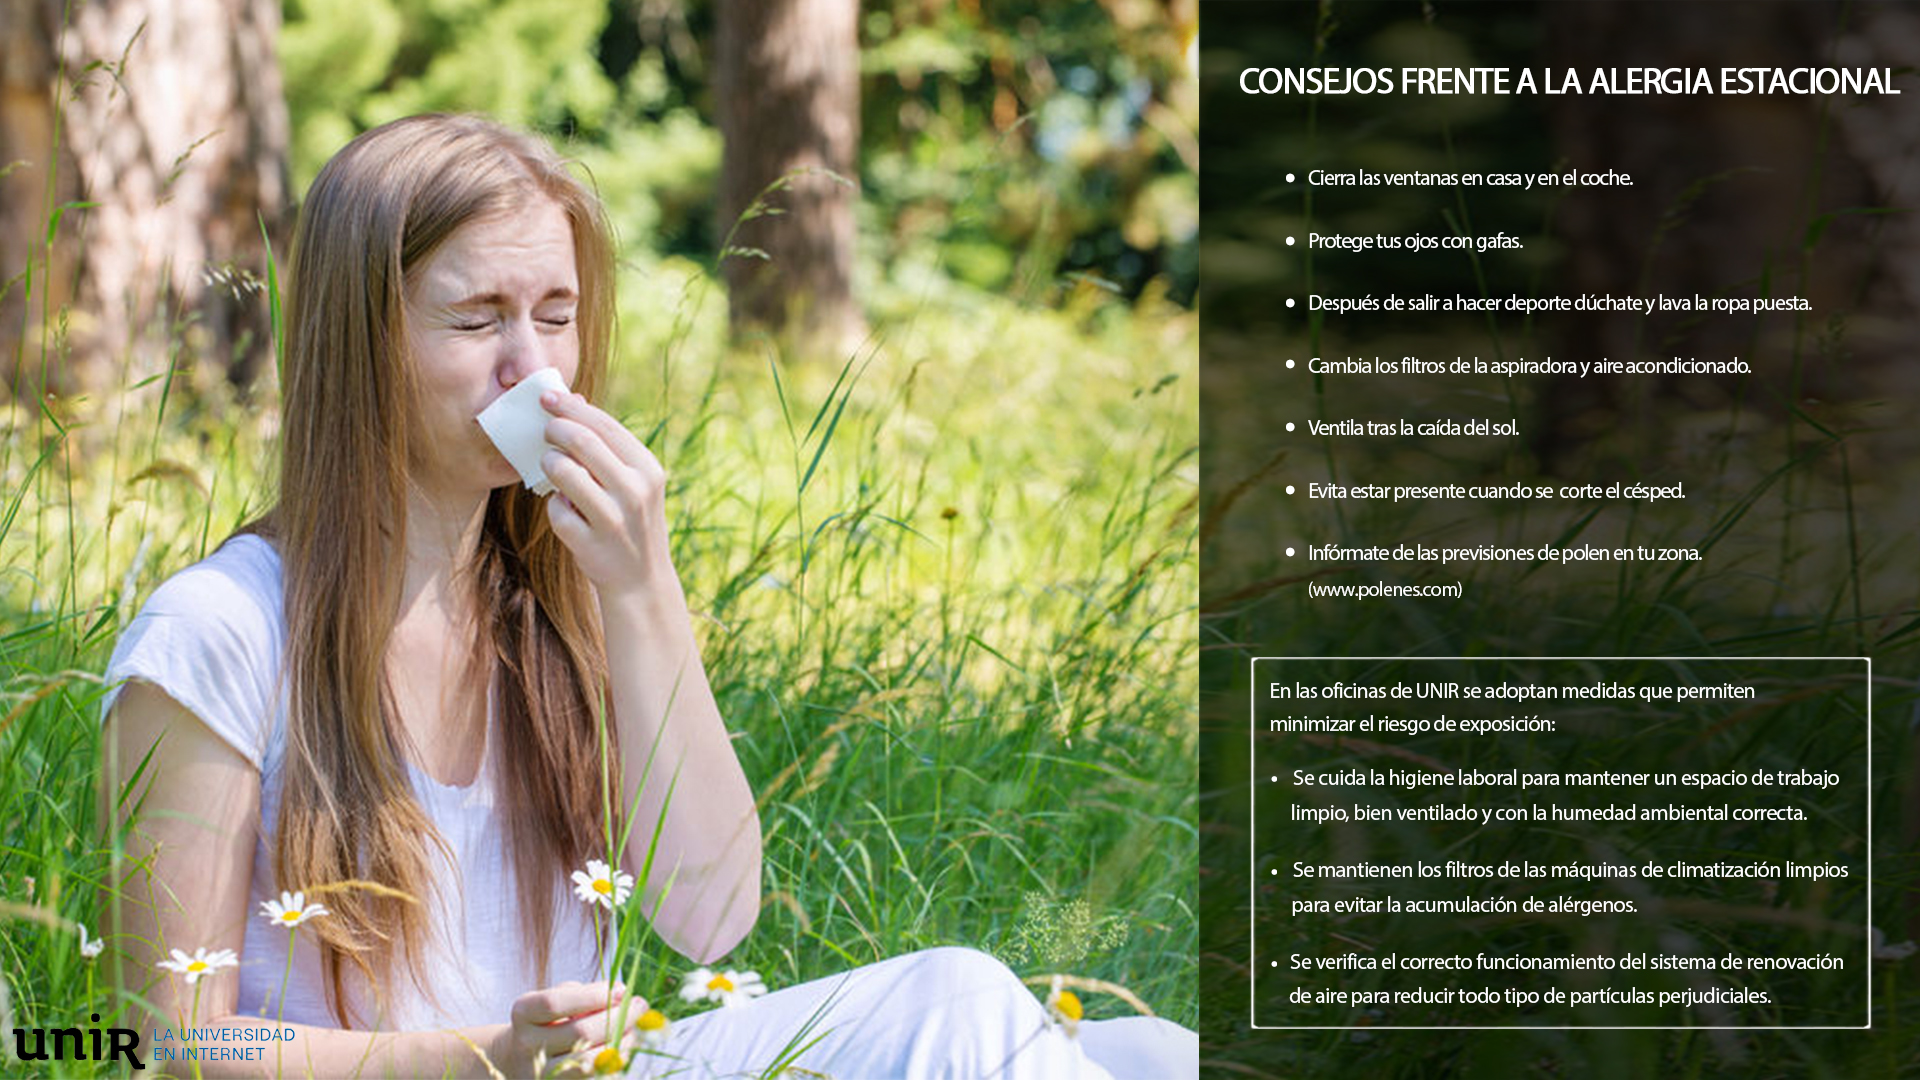 CONSEJOS FRENTE A LA ALERGIA ESTACIONAL
• Cierra las ventanas en casa y en el coche.
• Protege tus ojos con gafas.
• Después de salir a hacer deporte dúchate y lava la ropa puesta.
• Cambia los filtros de la aspiradora y aire acondicionado.
• Ventila tras la caída del sol.
• Evita estar presente cuando se corte el césped.
• Infórmate de las previsiones de polen en tu zona.
(www.polenes.com)
En las oficinas de UNIR se adoptan medidas que permiten
minimizar el riesgo de exposición:
• Se cuida la higiene laboral para mantener un espacio de trabajo
limpio, bien ventilado y con la humedad ambiental correcta.
• Se mantienen los filtros de las máquinas de climatización limpios
para evitar la acumulación de alérgenos.
• Se verifica el correcto funcionamiento del sistema de renovación
de aire para reducir todo tipo de partículas perjudiciales.
unir
LA UNIVERSIDAD
EN INTERNET